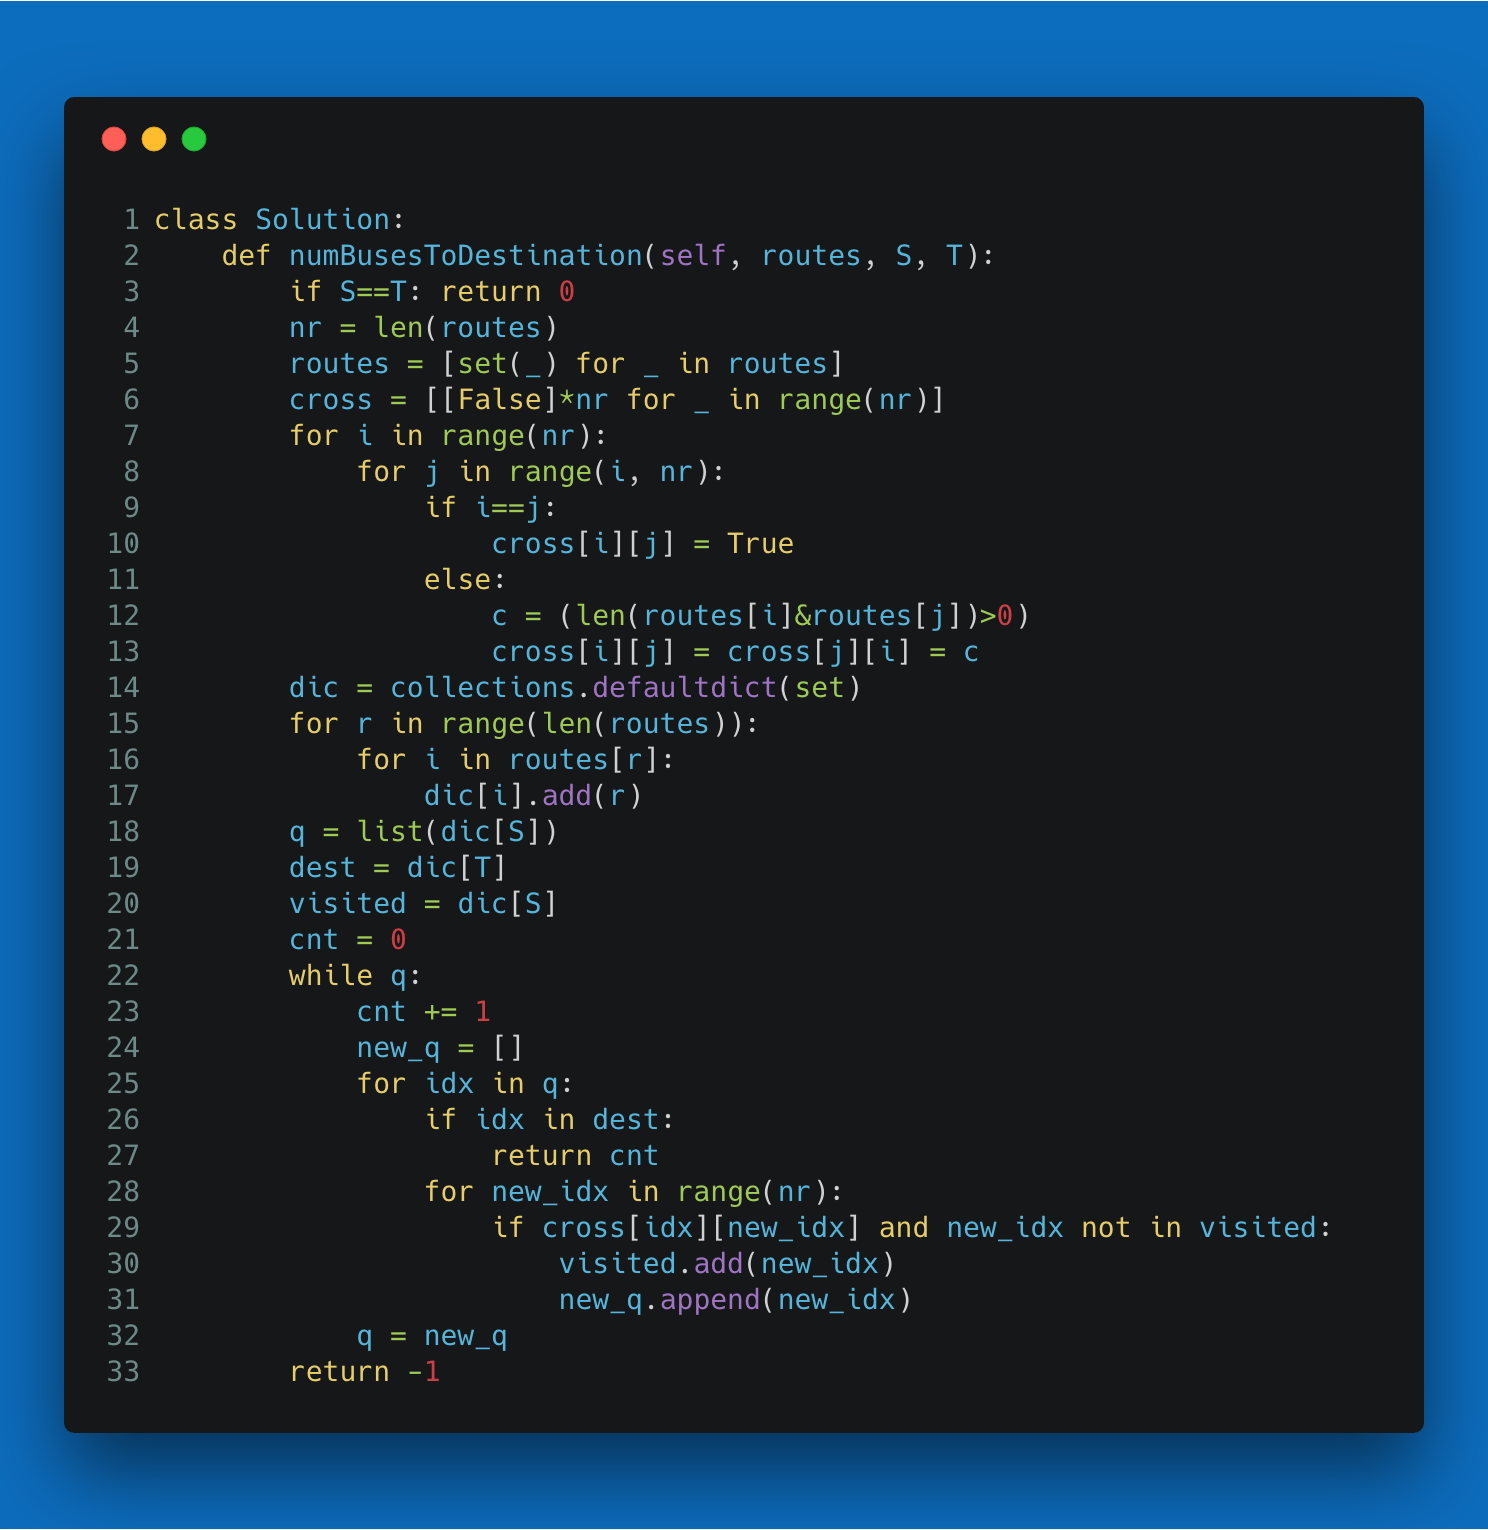 1 class Solution:
2     def numBusesToDestination(self, routes, S, T):
3         if S==T: return 0
4         nr = len(routes)
5         routes = [set(_) for _ in routes]
6         cross = [[False]*nr for _ in range(nr)]
7         for i in range(nr):
8             for j in range(i, nr):
9                 if i==j:
10                     cross[i][j] = True
11                 else:
12                     c = (len(routes[i]&routes[j])>0)
13                     cross[i][j] = cross[j][i] = c
14         dic = collections.defaultdict(set)
15         for r in range(len(routes)):
16             for i in routes[r]:
17                 dic[i].add(r)
18         q = list(dic[S])
19         dest = dic[T]
20         visited = dic[S]
21         cnt = 0
22         while q:
23             cnt += 1
24             new_q = []
25             for idx in q:
26                 if idx in dest:
27                     return cnt
28                 for new_idx in range(nr):
29                     if cross[idx][new_idx] and new_idx not in visited:
30                         visited.add(new_idx)
31                         new_q.append(new_idx)
32             q = new_q
33         return -1